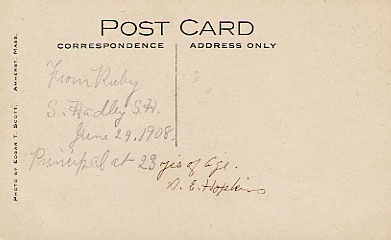 POST CARD
CORRESPONDENCE
ADDRESS ONLY
PHOTO BY EDGAR T. SCOTT, AMHERST, MASS.
From Ruby
S. Hadley S.H.
June 29, 1908.
Principal at 23 yrs of age.
A. E. Hopkins